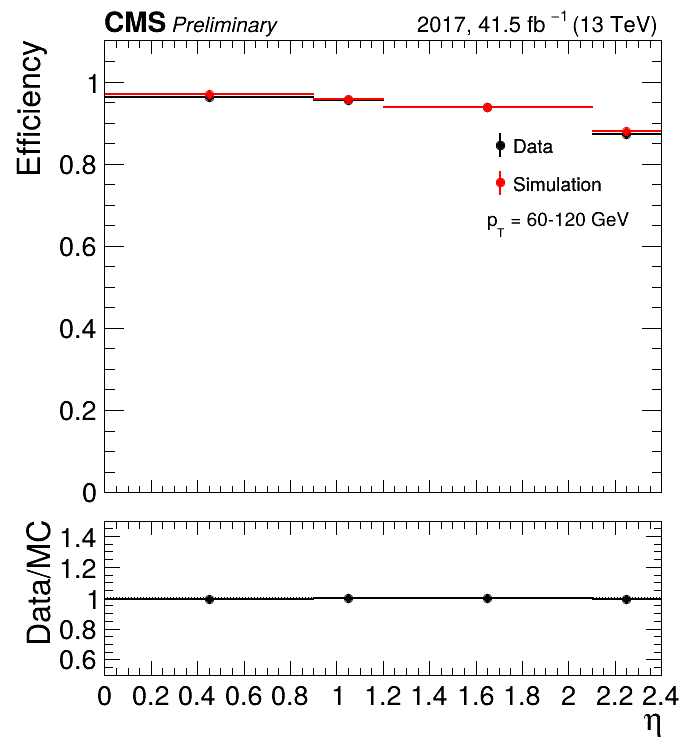 CMS Preliminary 2017, 41.5 fb⁻¹ (13 TeV)
Efficiency
1
0.8
0.6
0.4
0.2
0
Data
Simulation
p_T = 60-120 GeV
Data/MC
1.4
1.2
1
0.8
0.6
0 0.2 0.4 0.6 0.8 1 1.2 1.4 1.6 1.8 2 2.2 2.4
η